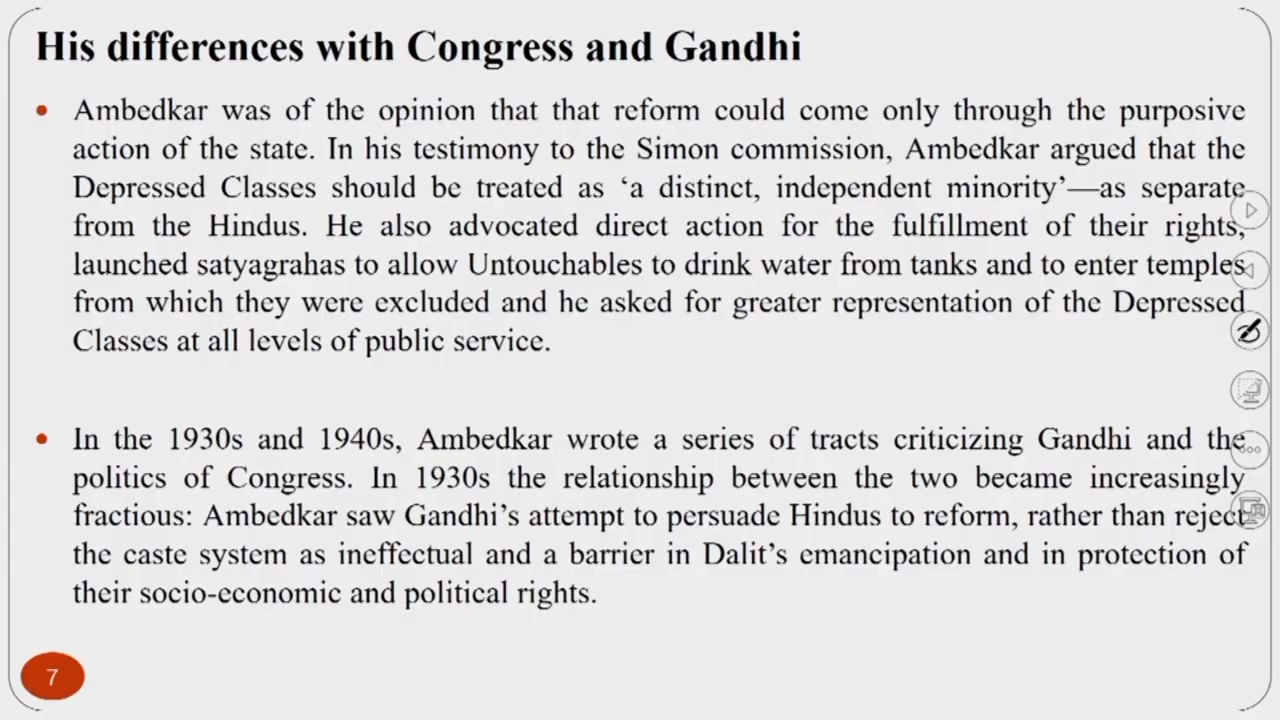 His differences with Congress and Gandhi
Ambedkar was of the opinion that that reform could come only through the purposive
action of the state. In his testimony to the Simon commission, Ambedkar argued that the
Depressed Classes should be treated as ‘a distinct, independent minority’—as separate
from the Hindus. He also advocated direct action for the fulfillment of their rights,
launched satyagrahas to allow Untouchables to drink water from tanks and to enter temples
from which they were excluded and he asked for greater representation of the Depressed
Classes at all levels of public service.
In the 1930s and 1940s, Ambedkar wrote a series of tracts criticizing Gandhi and the
politics of Congress. In 1930s the relationship between the two became increasingly
fractious: Ambedkar saw Gandhi’s attempt to persuade Hindus to reform, rather than reject
the caste system as ineffectual and a barrier in Dalit’s emancipation and in protection of
their socio-economic and political rights.
7